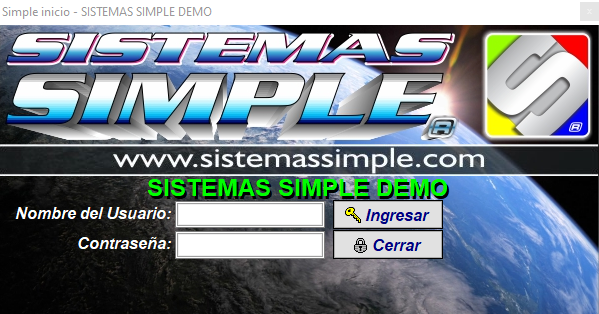 Simple inicio - SISTEMAS SIMPLE DEMO
x
SISTEMAS
SIMPLE ®
S ®
www.sistemassimple.com
SISTEMAS SIMPLE DEMO
Nombre del Usuario: Ingresar
Contraseña: Cerrar